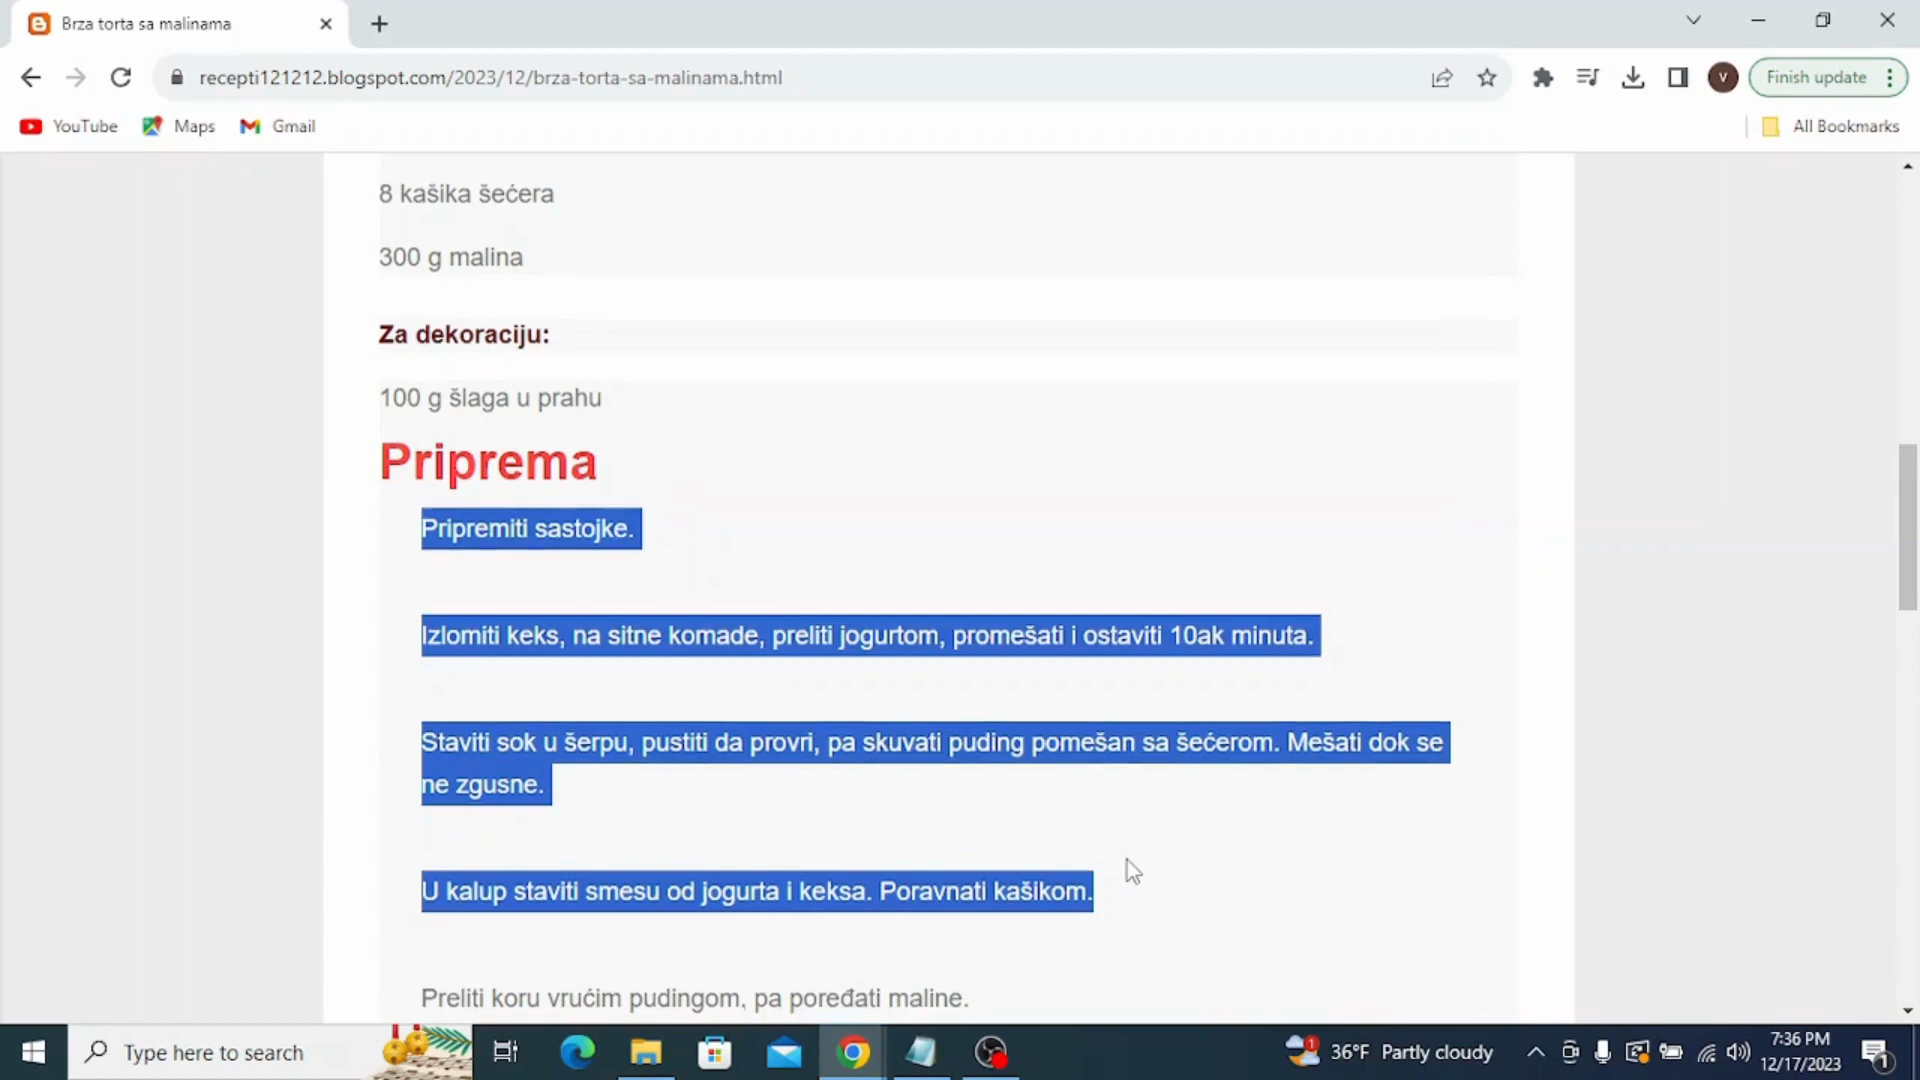 Brza torta sa malinama
recepti121212.blogspot.com/2023/12/brza-torta-sa-malinama.html
V
Finish update
YouTube
Maps
Gmail
All Bookmarks
8 kašika šećera
300 g malina
Za dekoraciju:
100 g šlaga u prahu
Priprema
Pripremiti sastojke.
Izlomiti keks, na sitne komade, preliti jogurtom, promešati i ostaviti 10ak minuta.
Staviti sok u šerpu, pustiti da provri, pa skuvati puding pomešan sa šećerom. Mešati dok se
ne zgusne.
U kalup staviti smesu od jogurta i keksa. Poravnati kašikom.
Preliti koru vrućim pudingom, pa poređati maline.
Type here to search
1
36°F Partly cloudy
7:36 PM
12/17/2023
1